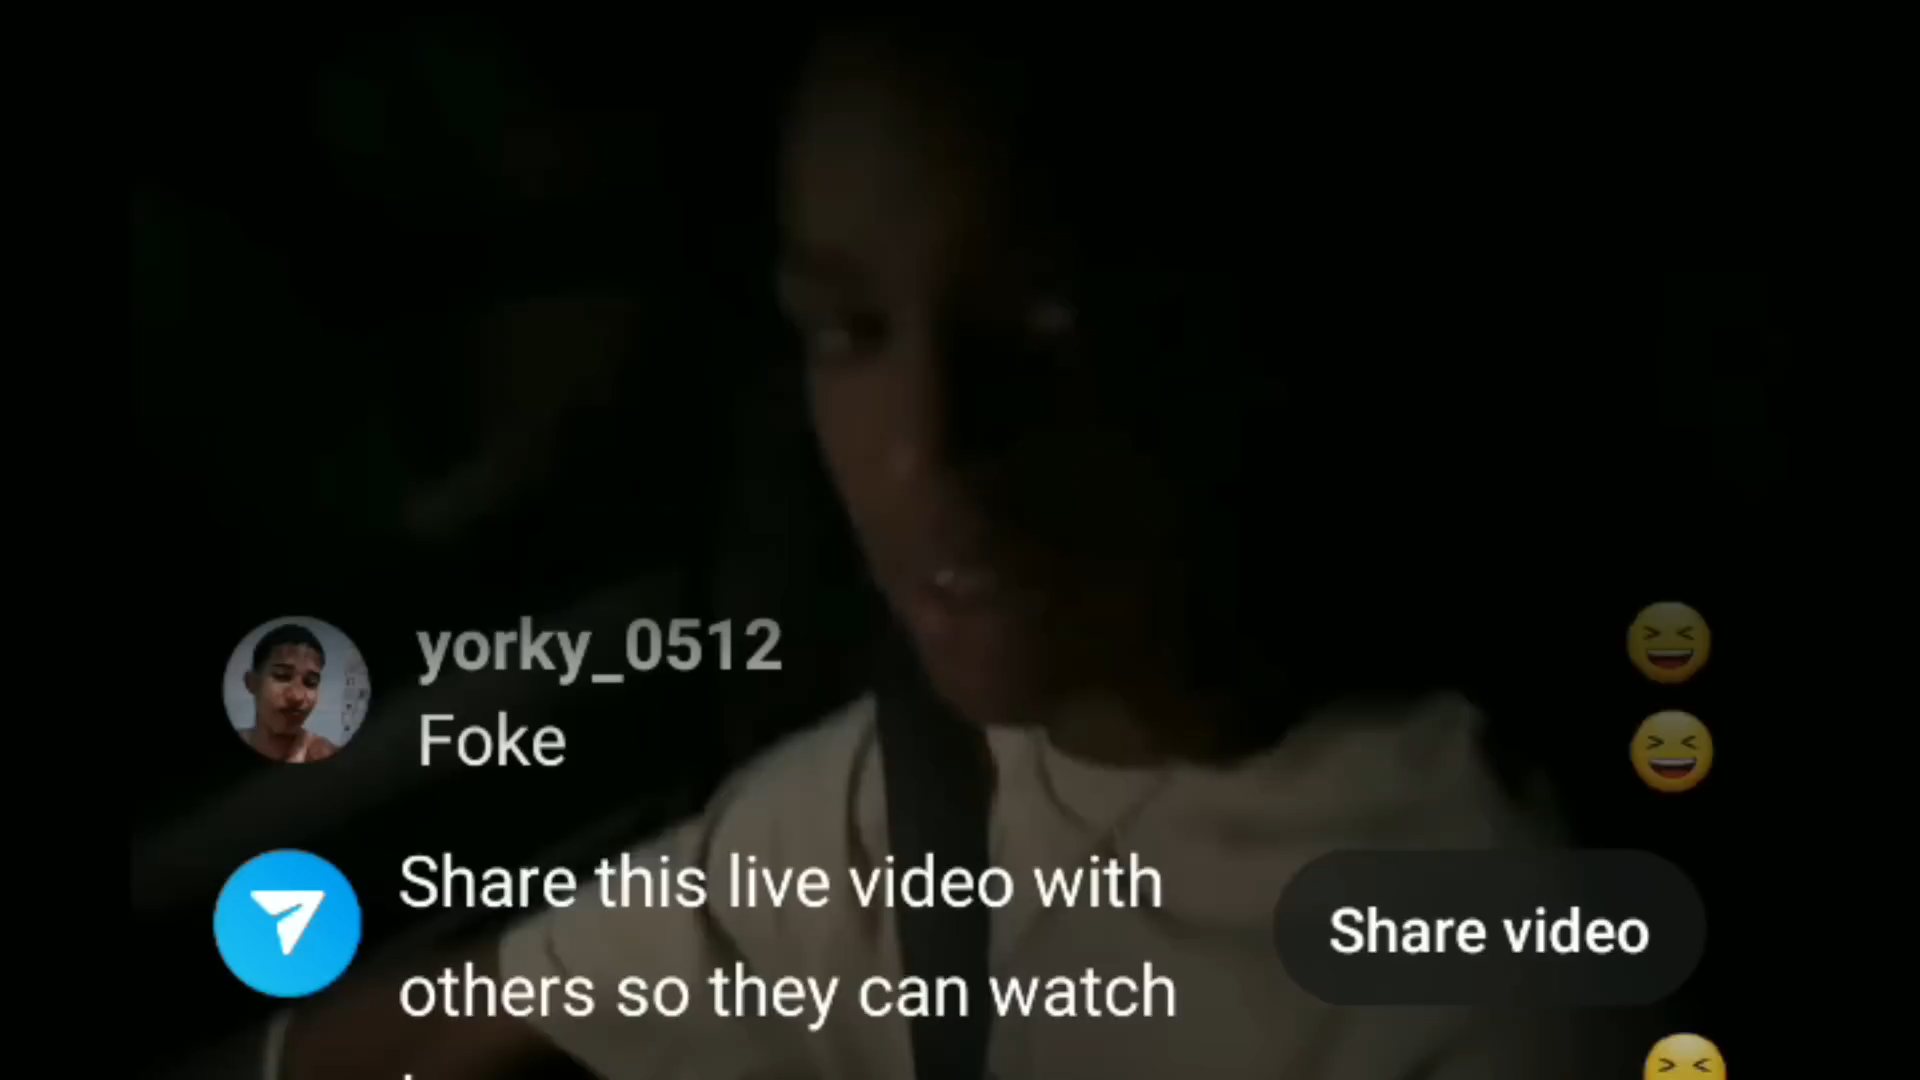 yorky_0512
Foke
Share this live video with
others so they can watch
Share video